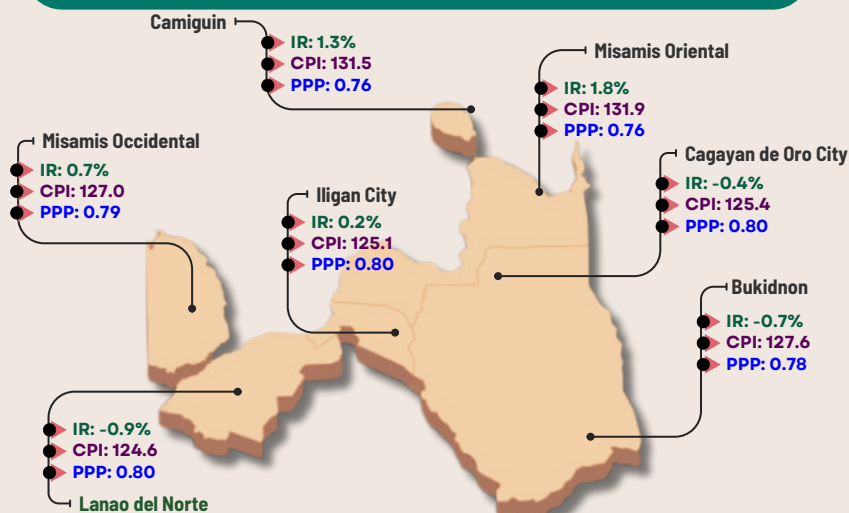 Camiguin
IR: 1.3%
CPI: 131.5
PPP: 0.76
Misamis Oriental
IR: 1.8%
CPI: 131.9
PPP: 0.76
Misamis Occidental
IR: 0.7%
CPI: 127.0
PPP: 0.79
Iligan City
IR: 0.2%
CPI: 125.1
PPP: 0.80
Cagayan de Oro City
IR: -0.4%
CPI: 125.4
PPP: 0.80
Bukidnon
IR: -0.7%
CPI: 127.6
PPP: 0.78
IR: -0.9%
CPI: 124.6
PPP: 0.80
Lanao del Norte